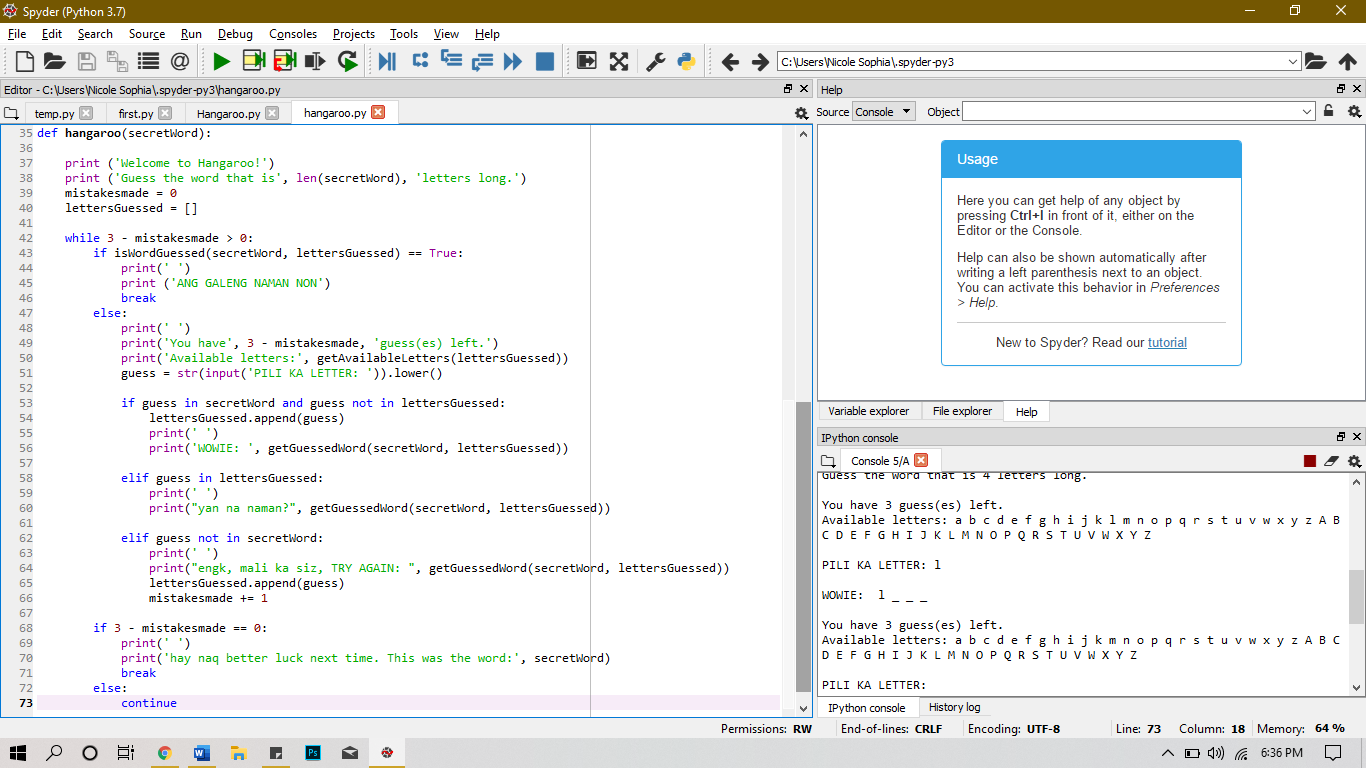 Spyder (Python 3.7)
File Edit Search Source Run Debug Consoles Projects Tools View Help
C:\Users\Nicole Sophia\.spyder-py3
Editor - C:\Users\Nicole Sophia\.spyder-py3\hangaroo.py
temp.py first.py Hangaroo.py hangaroo.py
35 def hangaroo(secretWord):
36
37     print ('Welcome to Hangaroo!')
38     print ('Guess the word that is', len(secretWord), 'letters long.')
39     mistakesmade = 0
40     lettersGuessed = []
41
42     while 3 - mistakesmade > 0:
43         if isWordGuessed(secretWord, lettersGuessed) == True:
44             print(' ')
45             print ('ANG GALENG NAMAN NON')
46             break
47         else:
48             print(' ')
49             print('You have', 3 - mistakesmade, 'guess(es) left.')
50             print('Available letters:', getAvailableLetters(lettersGuessed))
51             guess = str(input('PILI KA LETTER: ')).lower()
52
53             if guess in secretWord and guess not in lettersGuessed:
54                 lettersGuessed.append(guess)
55                 print(' ')
56                 print('WOWIE: ', getGuessedWord(secretWord, lettersGuessed))
57
58             elif guess in lettersGuessed:
59                 print(' ')
60                 print("yan na naman?", getGuessedWord(secretWord, lettersGuessed))
61
62             elif guess not in secretWord:
63                 print(' ')
64                 print("engk, mali ka siz, TRY AGAIN: ", getGuessedWord(secretWord, lettersGuessed))
65                 lettersGuessed.append(guess)
66                 mistakesmade += 1
67
68         if 3 - mistakesmade == 0:
69             print(' ')
70             print('hay naq better luck next time. This was the word:', secretWord)
71             break
72         else:
73             continue
Help
Source Console Object
Usage
Here you can get help of any object by
pressing Ctrl+I in front of it, either on the
Editor or the Console.
Help can also be shown automatically after
writing a left parenthesis next to an object.
You can activate this behavior in Preferences
> Help.
New to Spyder? Read our tutorial
Variable explorer File explorer Help
IPython console
Console 5/A
Guess the word that is 4 letters long.
You have 3 guess(es) left.
Available letters: a b c d e f g h i j k l m n o p q r s t u v w x y z A B
C D E F G H I J K L M N O P Q R S T U V W X Y Z
PILI KA LETTER: l
WOWIE:  l _ _ _
You have 3 guess(es) left.
Available letters: a b c d e f g h i j k m n o p q r s t u v w x y z A B C
D E F G H I J K L M N O P Q R S T U V W X Y Z
PILI KA LETTER:
IPython console History log
Permissions: RW End-of-lines: CRLF Encoding: UTF-8 Line: 73 Column: 18 Memory: 64 %
6:36 PM